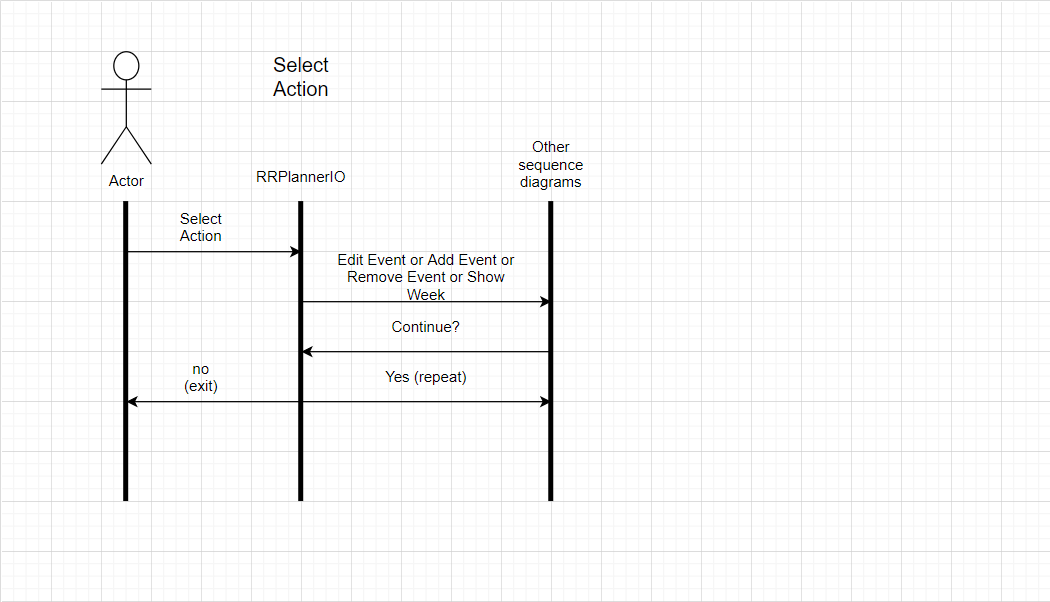 Select
Action
Other
sequence
diagrams
Actor
RRPlannerIO
Select
Action
Edit Event or Add Event or
Remove Event or Show
Week
Continue?
no
(exit)
Yes (repeat)